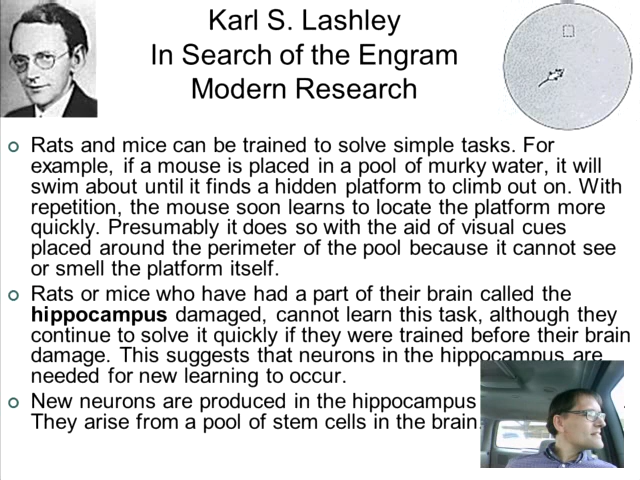 Karl S. Lashley
In Search of the Engram
Modern Research
Rats and mice can be trained to solve simple tasks. For
example, if a mouse is placed in a pool of murky water, it will
swim about until it finds a hidden platform to climb out on. With
repetition, the mouse soon learns to locate the platform more
quickly. Presumably it does so with the aid of visual cues
placed around the perimeter of the pool because it cannot see
or smell the platform itself.
Rats or mice who have had a part of their brain called the
hippocampus damaged, cannot learn this task, although they
continue to solve it quickly if they were trained before their brain
damage. This suggests that neurons in the hippocampus are
needed for new learning to occur.
New neurons are produced in the hippocampus
They arise from a pool of stem cells in the brain